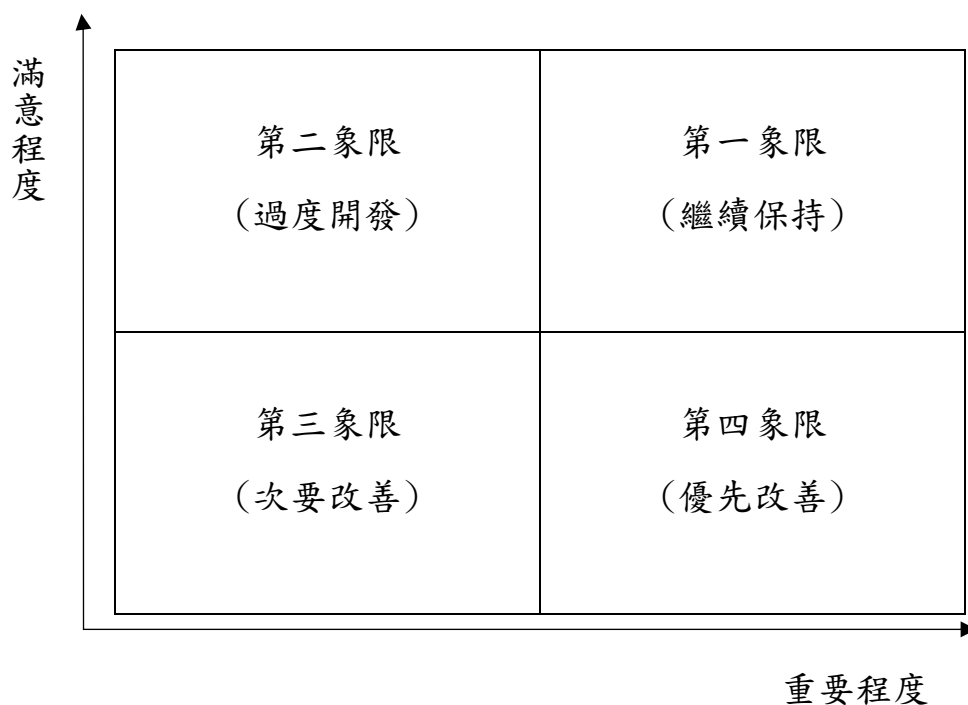 滿意程度
第二象限
(過度開發)
第一象限
(繼續保持)
第三象限
(次要改善)
第四象限
(優先改善)
重要程度